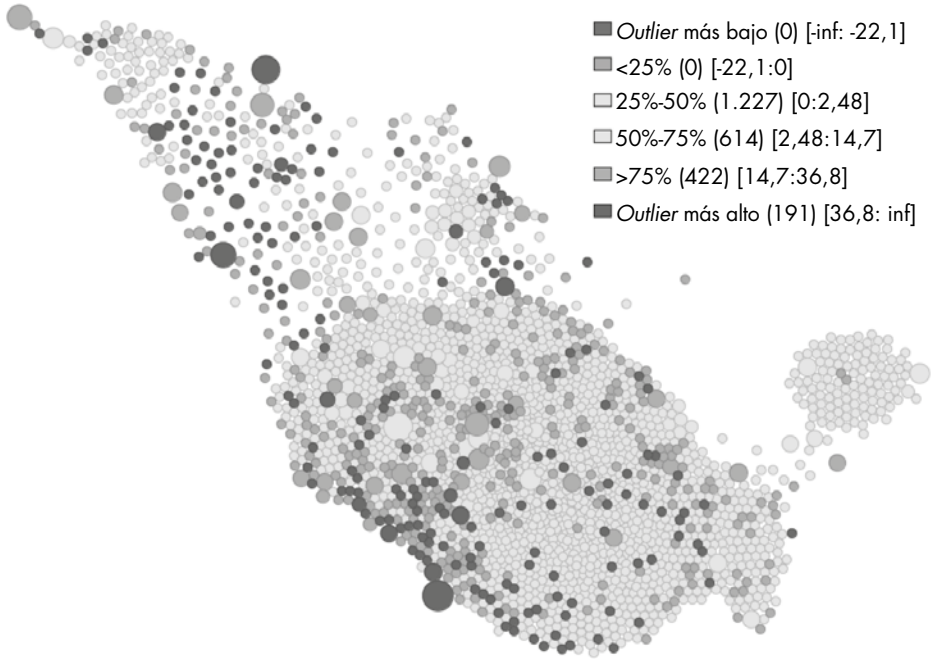 Outlier más bajo (0) [-inf: -22,1]
<25% (0) [-22,1:0]
25%-50% (1.227) [0:2,48]
50%-75% (614) [2,48:14,7]
>75% (422) [14,7:36,8]
Outlier más alto (191) [36,8: inf]